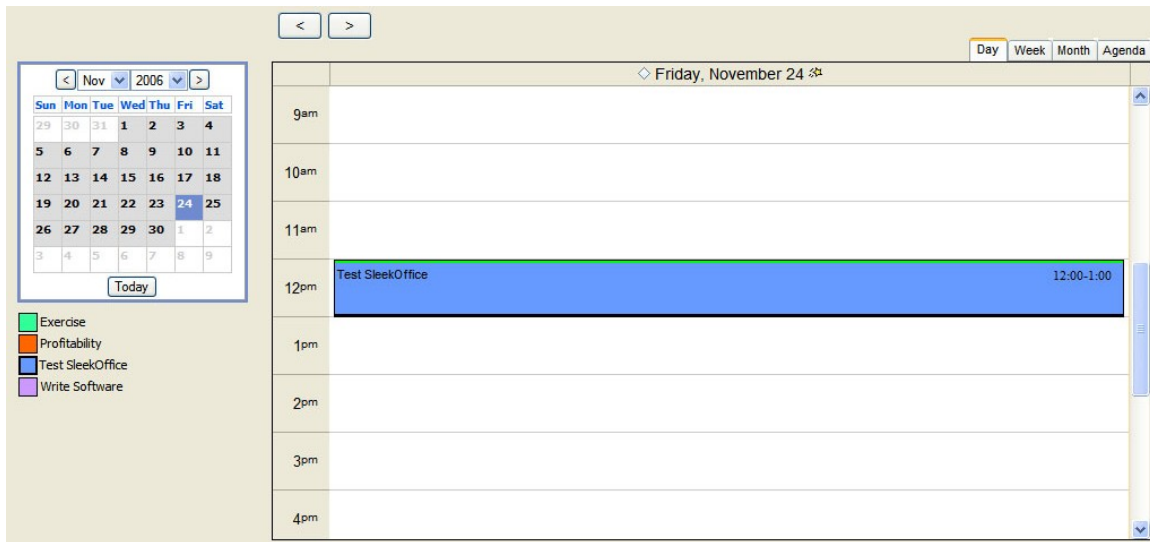 < >
Day Week Month Agenda
< Nov 2006 >
Sun Mon Tue Wed Thu Fri Sat
29 30 31 1 2 3 4
5 6 7 8 9 10 11
12 13 14 15 16 17 18
19 20 21 22 23 24 25
26 27 28 29 30 1 2
3 4 5 6 7 8 9
Today
Exercise
Profitability
Test SleekOffice
Write Software
Friday, November 24
9am
10am
11am
12pm
Test SleekOffice 12:00-1:00
1pm
2pm
3pm
4pm